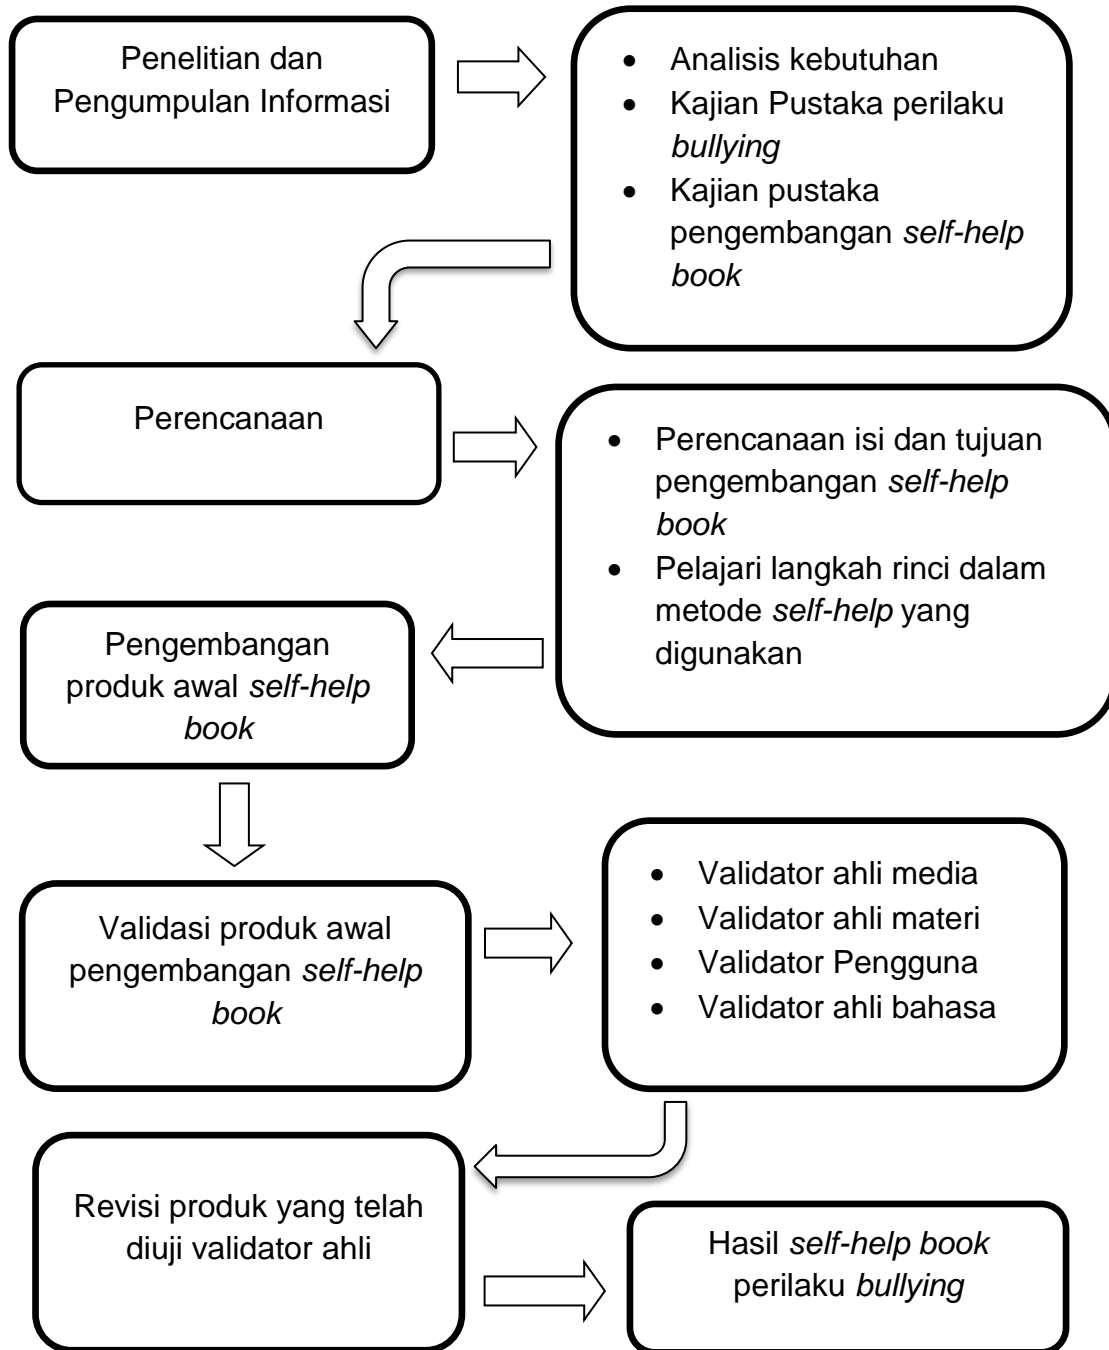 Penelitian dan
Pengumpulan Informasi
• Analisis kebutuhan
• Kajian Pustaka perilaku
bullying
• Kajian pustaka
pengembangan self-help
book
Perencanaan
• Perencanaan isi dan tujuan
pengembangan self-help
book
• Pelajari langkah rinci dalam
metode self-help yang
digunakan
Pengembangan
produk awal self-help
book
Validasi produk awal
pengembangan self-help
book
• Validator ahli media
• Validator ahli materi
• Validator Pengguna
• Validator ahli bahasa
Revisi produk yang telah
diuji validator ahli
Hasil self-help book
perilaku bullying